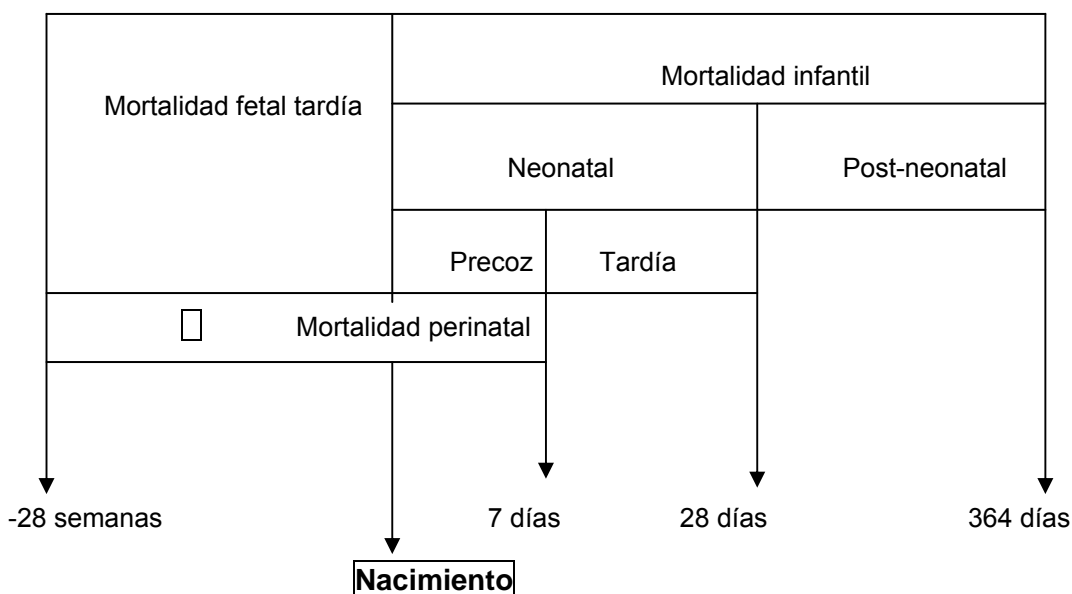 Mortalidad infantil
Mortalidad fetal tardía
Neonatal
Post-neonatal
Precoz
Tardía
Mortalidad perinatal
-28 semanas
7 días
28 días
364 días
Nacimiento